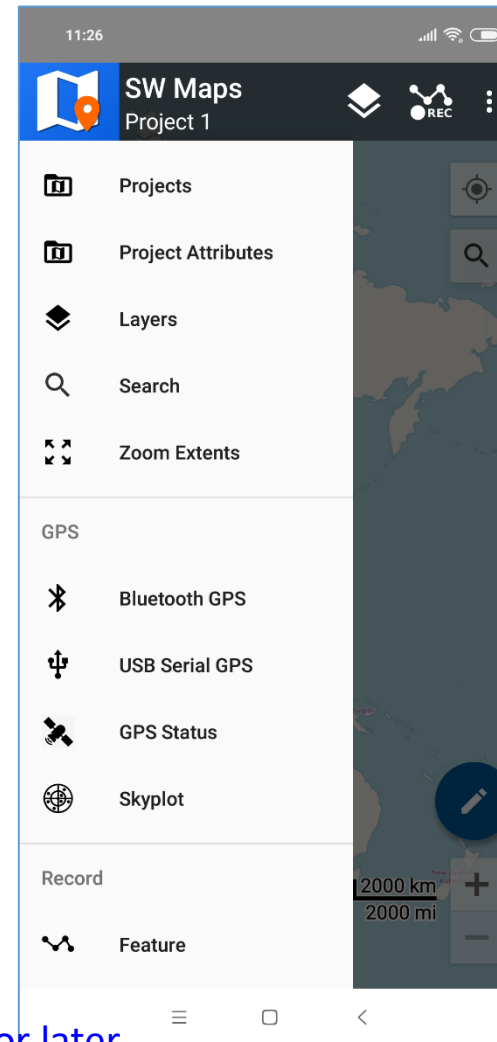 11:26
SW Maps
Project 1
REC
Projects
Project Attributes
Layers
Search
Zoom Extents
GPS
Bluetooth GPS
USB Serial GPS
GPS Status
Skyplot
Record
2000 km
2000 mi
Feature
or later